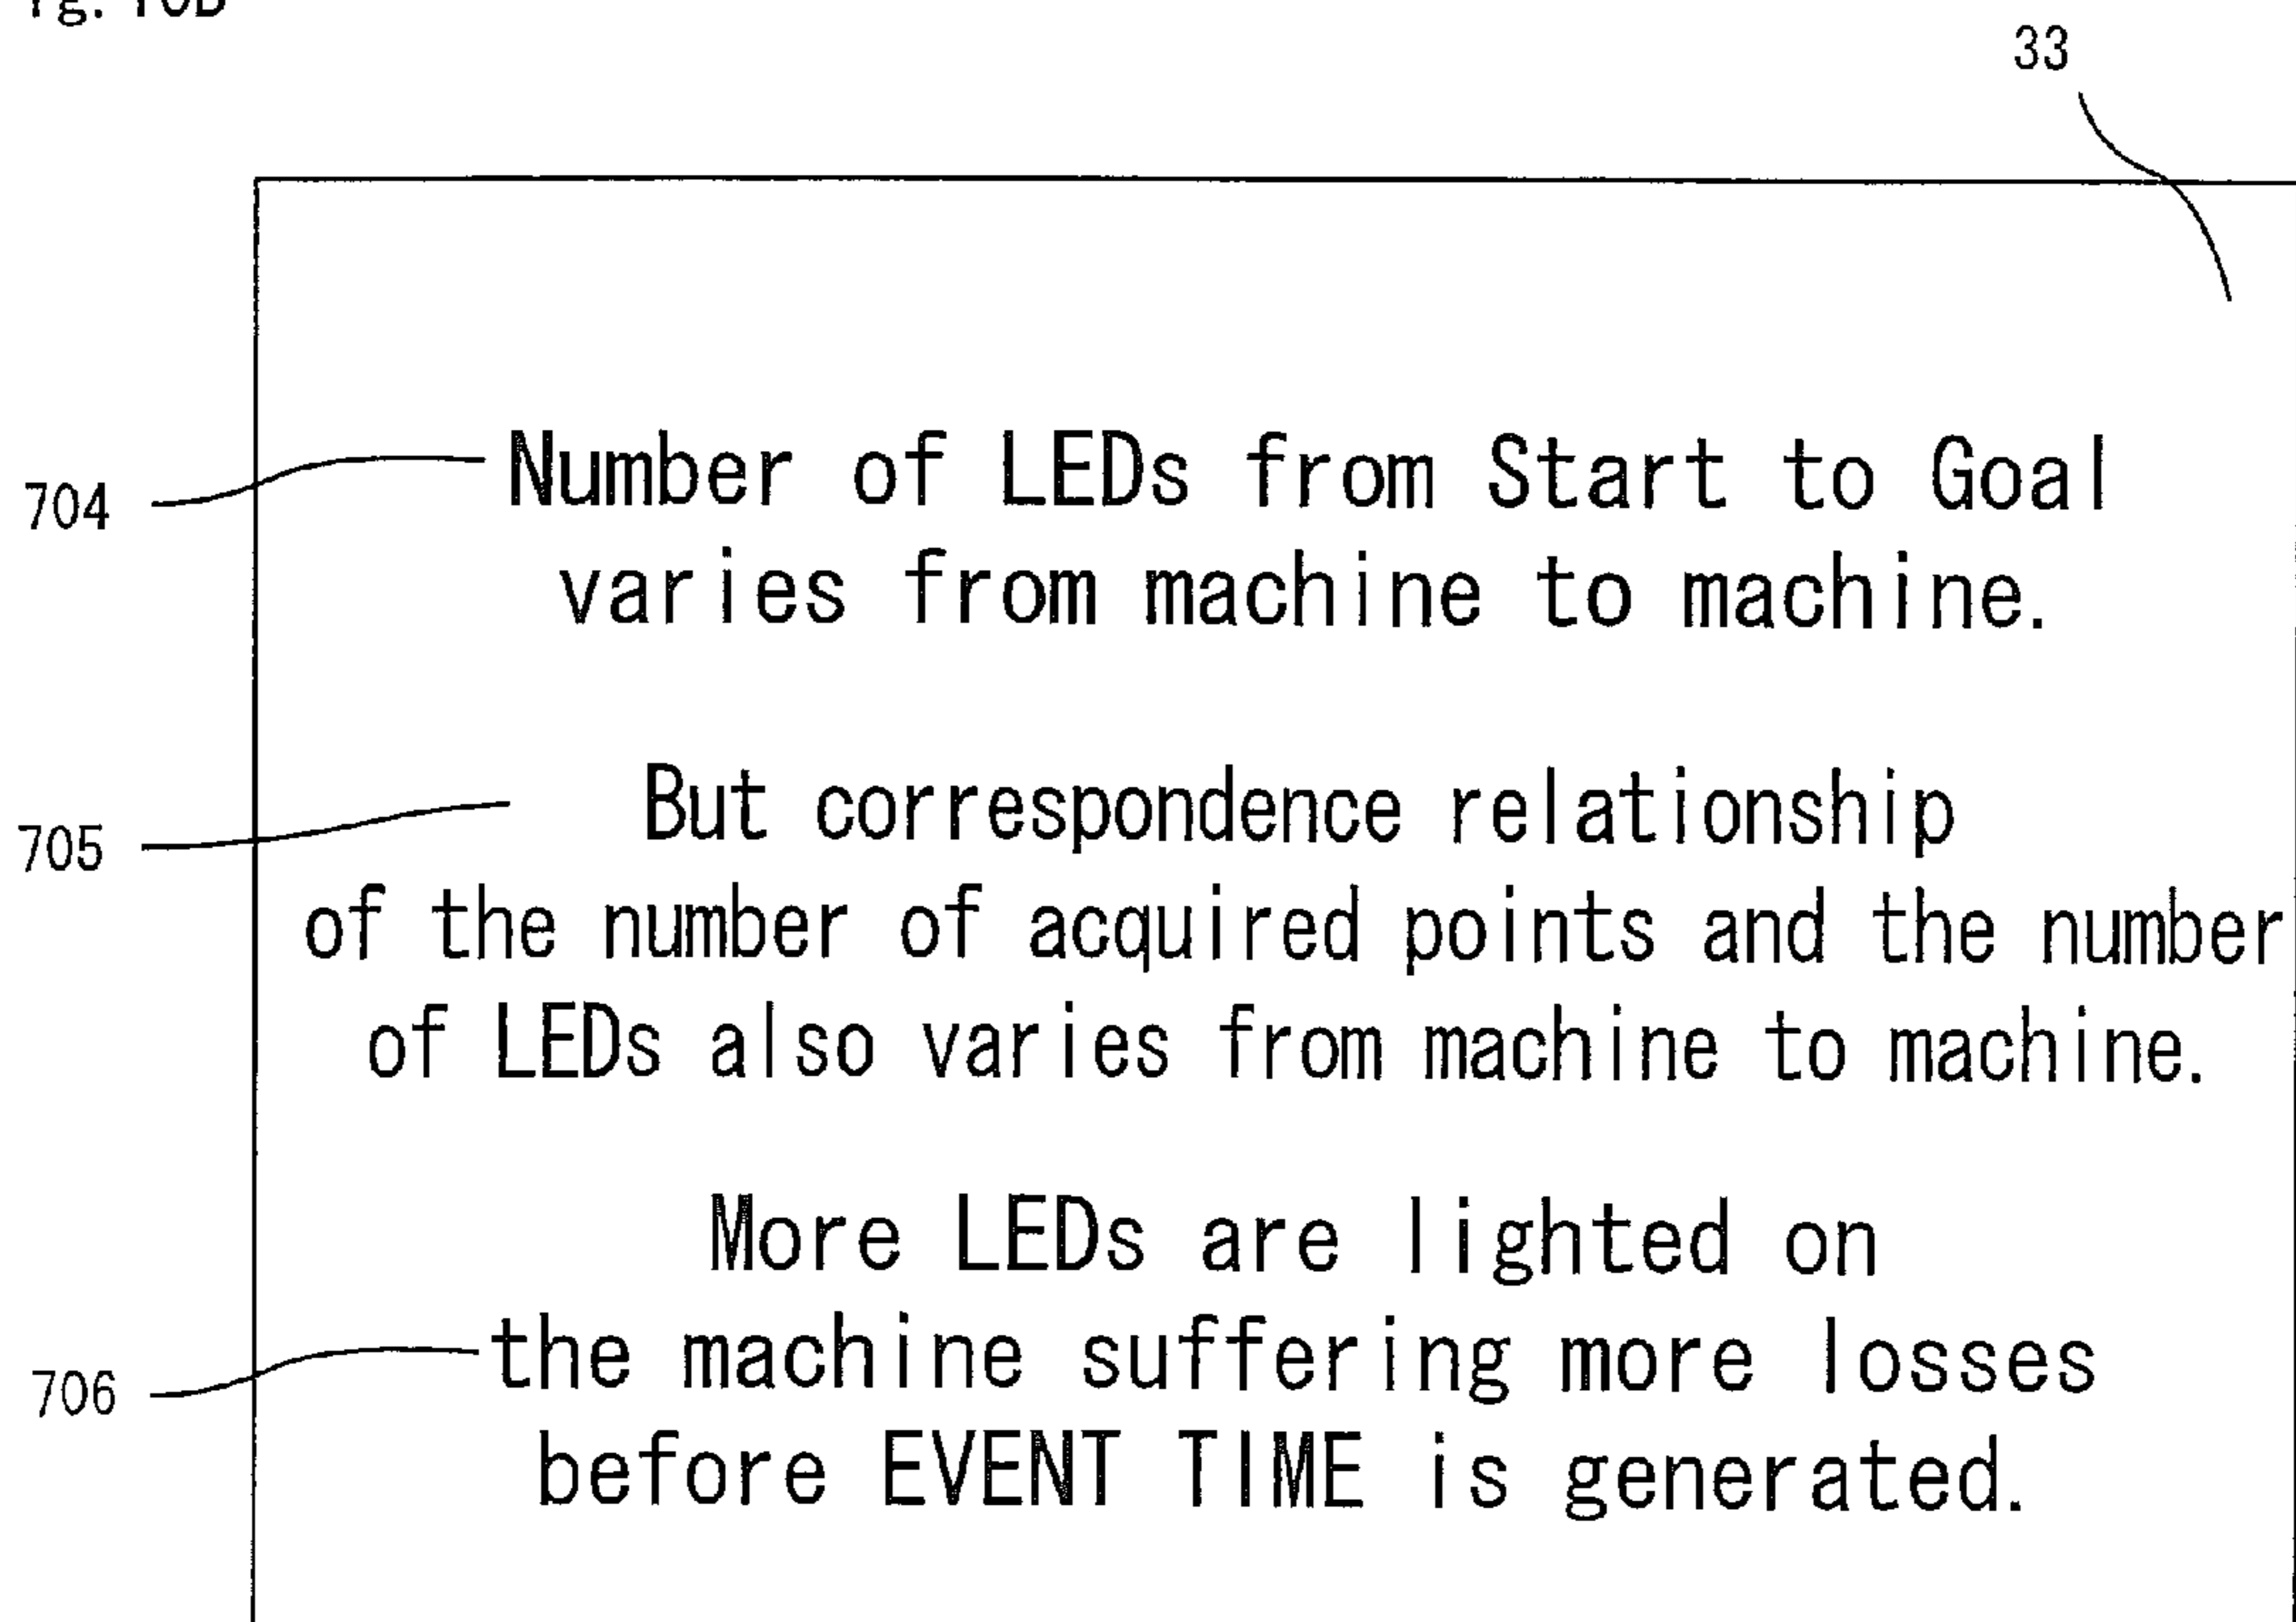 33
704
Number of LEDs from Start to Goal
varies from machine to machine.
705
But correspondence relationship
of the number of acquired points and the number
of LEDs also varies from machine to machine.
More LEDs are lighted on
706
the machine suffering more losses
before EVENT TIME is generated.